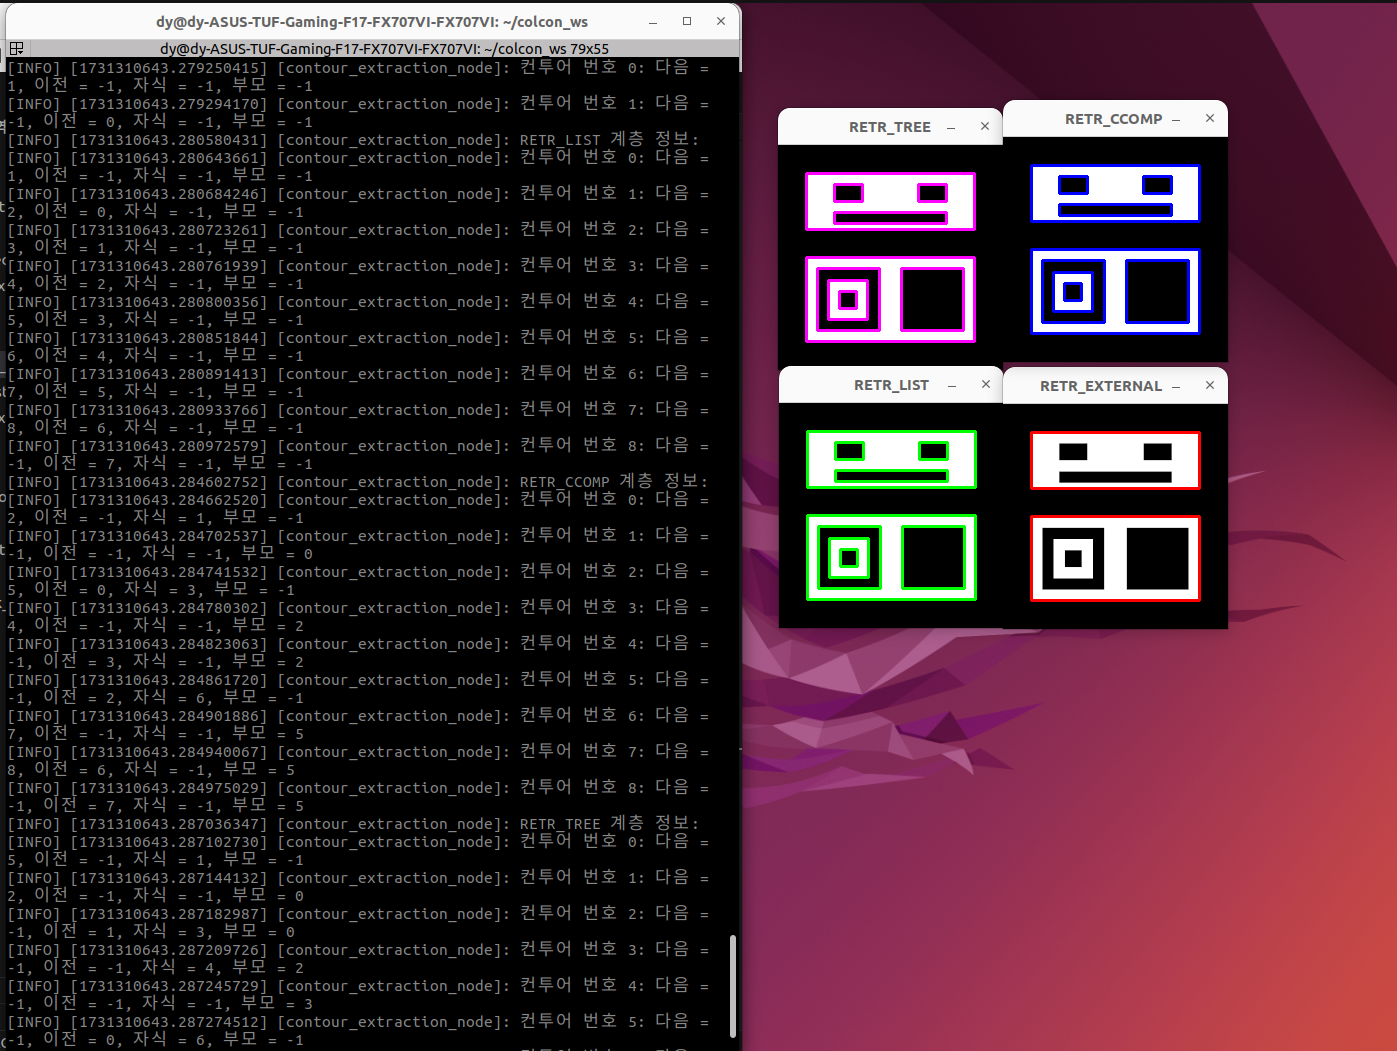 dy@dy-ASUS-TUF-Gaming-F17-FX707VI-FX707VI: ~/colcon_ws
dy@dy-ASUS-TUF-Gaming-F17-FX707VI-FX707VI: ~/colcon_ws 79x55
[INFO] [1731310643.279250415] [contour_extraction_node]: 컨투어 번호 0: 다음 =
1, 이전 = -1, 자식 = -1, 부모 = -1
[INFO] [1731310643.279294170] [contour_extraction_node]: 컨투어 번호 1: 다음 =
-1, 이전 = 0, 자식 = -1, 부모 = -1
[INFO] [1731310643.280580431] [contour_extraction_node]: RETR_LIST 계층 정보:
[INFO] [1731310643.280643661] [contour_extraction_node]: 컨투어 번호 0: 다음 =
1, 이전 = -1, 자식 = -1, 부모 = -1
[INFO] [1731310643.280684246] [contour_extraction_node]: 컨투어 번호 1: 다음 =
2, 이전 = 0, 자식 = -1, 부모 = -1
[INFO] [1731310643.280723261] [contour_extraction_node]: 컨투어 번호 2: 다음 =
3, 이전 = 1, 자식 = -1, 부모 = -1
[INFO] [1731310643.280761939] [contour_extraction_node]: 컨투어 번호 3: 다음 =
4, 이전 = 2, 자식 = -1, 부모 = -1
[INFO] [1731310643.280800356] [contour_extraction_node]: 컨투어 번호 4: 다음 =
5, 이전 = 3, 자식 = -1, 부모 = -1
[INFO] [1731310643.280851844] [contour_extraction_node]: 컨투어 번호 5: 다음 =
6, 이전 = 4, 자식 = -1, 부모 = -1
[INFO] [1731310643.280891413] [contour_extraction_node]: 컨투어 번호 6: 다음 =
7, 이전 = 5, 자식 = -1, 부모 = -1
[INFO] [1731310643.280933766] [contour_extraction_node]: 컨투어 번호 7: 다음 =
8, 이전 = 6, 자식 = -1, 부모 = -1
[INFO] [1731310643.280972579] [contour_extraction_node]: 컨투어 번호 8: 다음 =
-1, 이전 = 7, 자식 = -1, 부모 = -1
[INFO] [1731310643.284602752] [contour_extraction_node]: RETR_CCOMP 계층 정보:
[INFO] [1731310643.284662520] [contour_extraction_node]: 컨투어 번호 0: 다음 =
2, 이전 = -1, 자식 = 1, 부모 = -1
[INFO] [1731310643.284702537] [contour_extraction_node]: 컨투어 번호 1: 다음 =
-1, 이전 = -1, 자식 = -1, 부모 = 0
[INFO] [1731310643.284741532] [contour_extraction_node]: 컨투어 번호 2: 다음 =
5, 이전 = 0, 자식 = 3, 부모 = -1
[INFO] [1731310643.284780302] [contour_extraction_node]: 컨투어 번호 3: 다음 =
4, 이전 = -1, 자식 = -1, 부모 = 2
[INFO] [1731310643.284823063] [contour_extraction_node]: 컨투어 번호 4: 다음 =
-1, 이전 = 3, 자식 = -1, 부모 = 2
[INFO] [1731310643.284861720] [contour_extraction_node]: 컨투어 번호 5: 다음 =
-1, 이전 = 2, 자식 = 6, 부모 = -1
[INFO] [1731310643.284901886] [contour_extraction_node]: 컨투어 번호 6: 다음 =
7, 이전 = -1, 자식 = -1, 부모 = 5
[INFO] [1731310643.284940067] [contour_extraction_node]: 컨투어 번호 7: 다음 =
8, 이전 = 6, 자식 = -1, 부모 = 5
[INFO] [1731310643.284975029] [contour_extraction_node]: 컨투어 번호 8: 다음 =
-1, 이전 = 7, 자식 = -1, 부모 = 5
[INFO] [1731310643.287036347] [contour_extraction_node]: RETR_TREE 계층 정보:
[INFO] [1731310643.287102730] [contour_extraction_node]: 컨투어 번호 0: 다음 =
5, 이전 = -1, 자식 = 1, 부모 = -1
[INFO] [1731310643.287144132] [contour_extraction_node]: 컨투어 번호 1: 다음 =
2, 이전 = -1, 자식 = -1, 부모 = 0
[INFO] [1731310643.287182987] [contour_extraction_node]: 컨투어 번호 2: 다음 =
-1, 이전 = 1, 자식 = 3, 부모 = 0
[INFO] [1731310643.287209726] [contour_extraction_node]: 컨투어 번호 3: 다음 =
-1, 이전 = -1, 자식 = 4, 부모 = 2
[INFO] [1731310643.287245729] [contour_extraction_node]: 컨투어 번호 4: 다음 =
-1, 이전 = -1, 자식 = -1, 부모 = 3
[INFO] [1731310643.287274512] [contour_extraction_node]: 컨투어 번호 5: 다음 =
-1, 이전 = 0, 자식 = 6, 부모 = -1
RETR_TREE
RETR_CCOMP
RETR_LIST
RETR_EXTERNAL